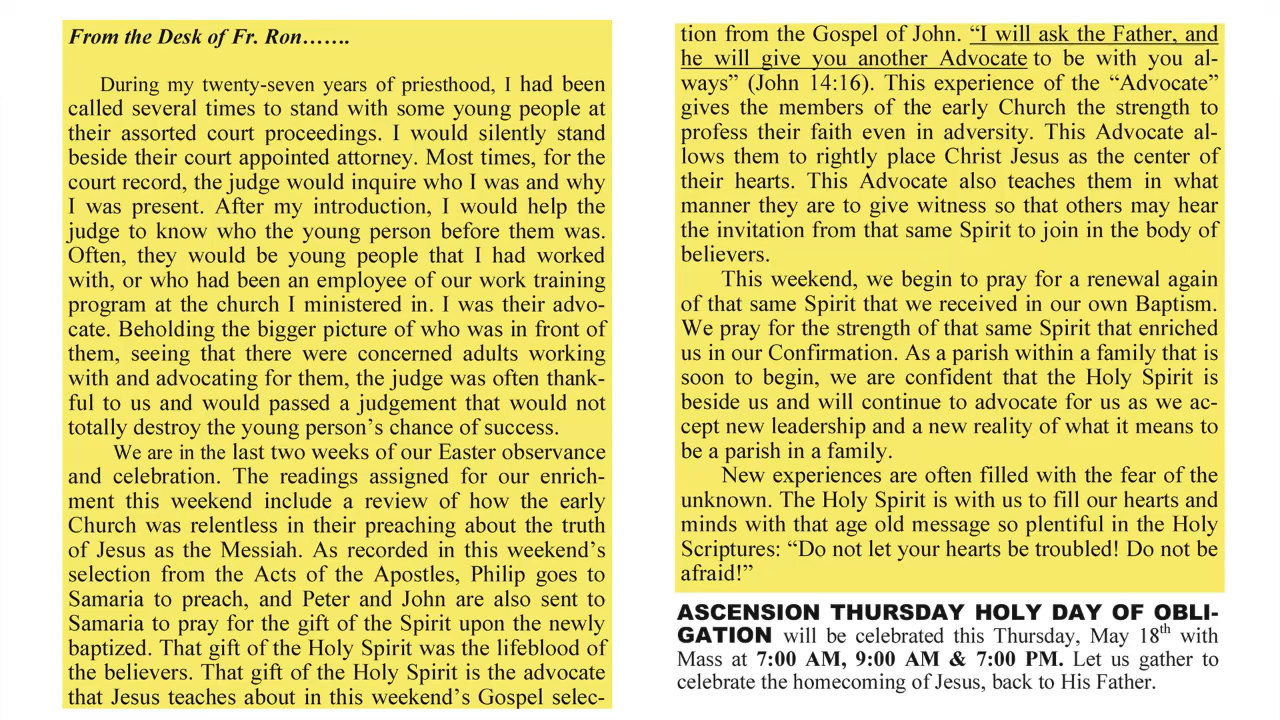 From the Desk of Fr. Ron…….
During my twenty-seven years of priesthood, I had been
called several times to stand with some young people at
their assorted court proceedings. I would silently stand
beside their court appointed attorney. Most times, for the
court record, the judge would inquire who I was and why
I was present. After my introduction, I would help the
judge to know who the young person before them was.
Often, they would be young people that I had worked
with, or who had been an employee of our work training
program at the church I ministered in. I was their advo-
cate. Beholding the bigger picture of who was in front of
them, seeing that there were concerned adults working
with and advocating for them, the judge was often thank-
ful to us and would passed a judgement that would not
totally destroy the young person’s chance of success.
We are in the last two weeks of our Easter observance
and celebration. The readings assigned for our enrich-
ment this weekend include a review of how the early
Church was relentless in their preaching about the truth
of Jesus as the Messiah. As recorded in this weekend’s
selection from the Acts of the Apostles, Philip goes to
Samaria to preach, and Peter and John are also sent to
Samaria to pray for the gift of the Spirit upon the newly
baptized. That gift of the Holy Spirit was the lifeblood of
the believers. That gift of the Holy Spirit is the advocate
that Jesus teaches about in this weekend’s Gospel selec-
tion from the Gospel of John. “I will ask the Father, and
he will give you another Advocate to be with you al-
ways” (John 14:16). This experience of the “Advocate”
gives the members of the early Church the strength to
profess their faith even in adversity. This Advocate al-
lows them to rightly place Christ Jesus as the center of
their hearts. This Advocate also teaches them in what
manner they are to give witness so that others may hear
the invitation from that same Spirit to join in the body of
believers.
This weekend, we begin to pray for a renewal again
of that same Spirit that we received in our own Baptism.
We pray for the strength of that same Spirit that enriched
us in our Confirmation. As a parish within a family that is
soon to begin, we are confident that the Holy Spirit is
beside us and will continue to advocate for us as we ac-
cept new leadership and a new reality of what it means to
be a parish in a family.
New experiences are often filled with the fear of the
unknown. The Holy Spirit is with us to fill our hearts and
minds with that age old message so plentiful in the Holy
Scriptures: “Do not let your hearts be troubled! Do not be
afraid!”
ASCENSION THURSDAY HOLY DAY OF OBLI-
GATION will be celebrated this Thursday, May 18th with
Mass at 7:00 AM, 9:00 AM & 7:00 PM. Let us gather to
celebrate the homecoming of Jesus, back to His Father.